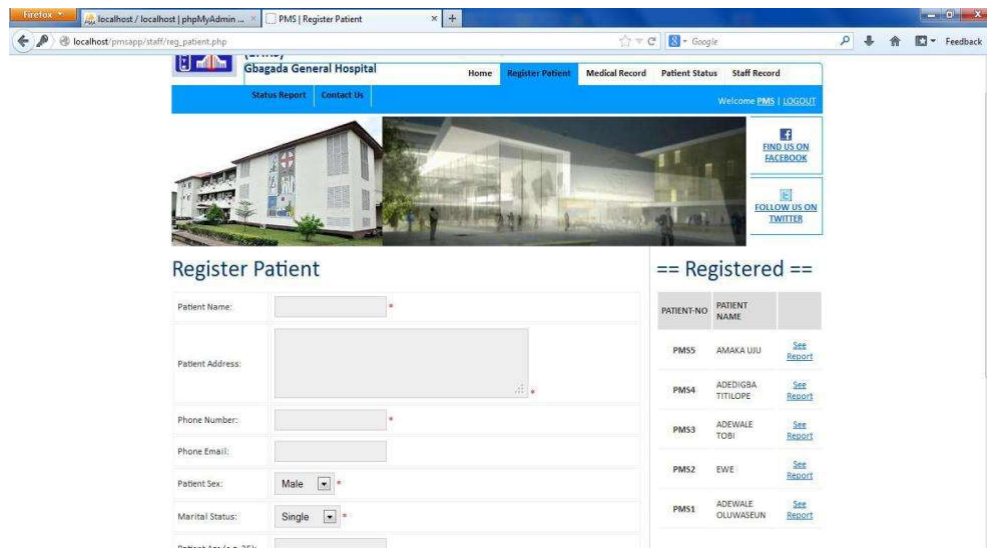 Firefox
localhost / localhost | phpMyAdmin ...
PMS | Register Patient
localhost/pmsapp/staff/reg_patient.php
Google
Feedback
Gbagada General Hospital
Home
Register Patient
Medical Record
Patient Status
Staff Record
Status Report
Contact Us
Welcome PMS | LOGOUT
FIND US ON
FACEBOOK
FOLLOW US ON
TWITTER
Register Patient
Patient Name:
*
Patient Address:
*
Phone Number:
*
Phone Email:
Patient Sex:
Male
*
Marital Status:
Single
*
== Registered ==
PATIENT-NO
PATIENT
NAME
PMS5
AMAKA UJU
See
Report
PMS4
ADEDIGBA
TITILOPE
See
Report
PMS3
ADEWALE
TOBI
See
Report
PMS2
EWE
See
Report
PMS1
ADEWALE
OLUWASEUN
See
Report